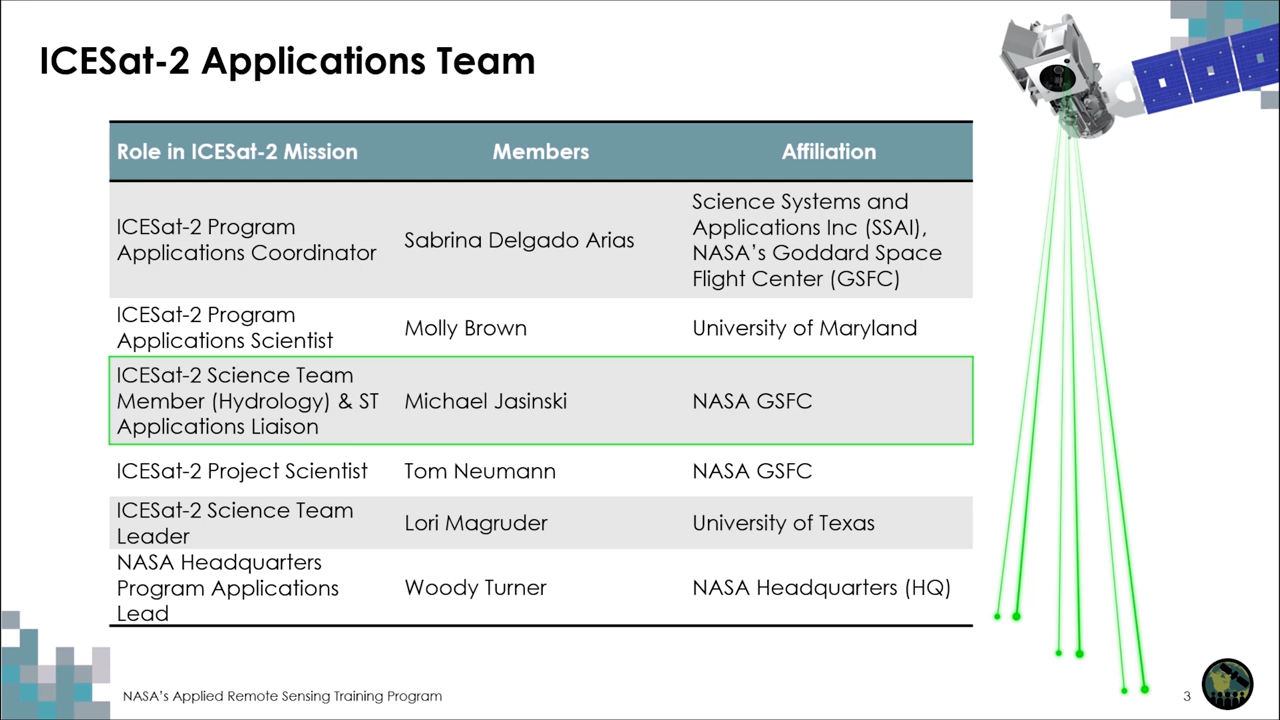 ICESat-2 Applications Team
Role in ICESat-2 Mission
Members
Affiliation
ICESat-2 Program
Applications Coordinator
Sabrina Delgado Arias
Science Systems and
Applications Inc (SSAI),
NASA’s Goddard Space
Flight Center (GSFC)
ICESat-2 Program
Applications Scientist
Molly Brown
University of Maryland
ICESat-2 Science Team
Member (Hydrology) & ST
Applications Liaison
Michael Jasinski
NASA GSFC
ICESat-2 Project Scientist
Tom Neumann
NASA GSFC
ICESat-2 Science Team
Leader
Lori Magruder
University of Texas
NASA Headquarters
Program Applications
Lead
Woody Turner
NASA Headquarters (HQ)
NASA’s Applied Remote Sensing Training Program
3